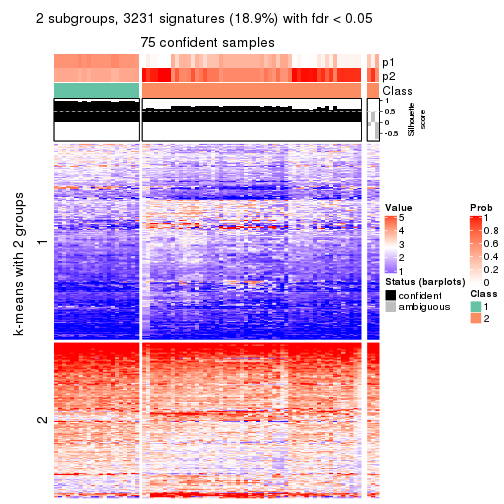 2 subgroups, 3231 signatures (18.9%) with fdr < 0.05
75 confident samples
p1
p2
Class
1
0.5
0
-0.5
Silhouette
score
k-means with 2 groups
1
2
Value
5
4
3
2
1
Status (barplots)
confident
ambiguous
Prob
1
0.8
0.6
0.4
0.2
0
Class
1
2